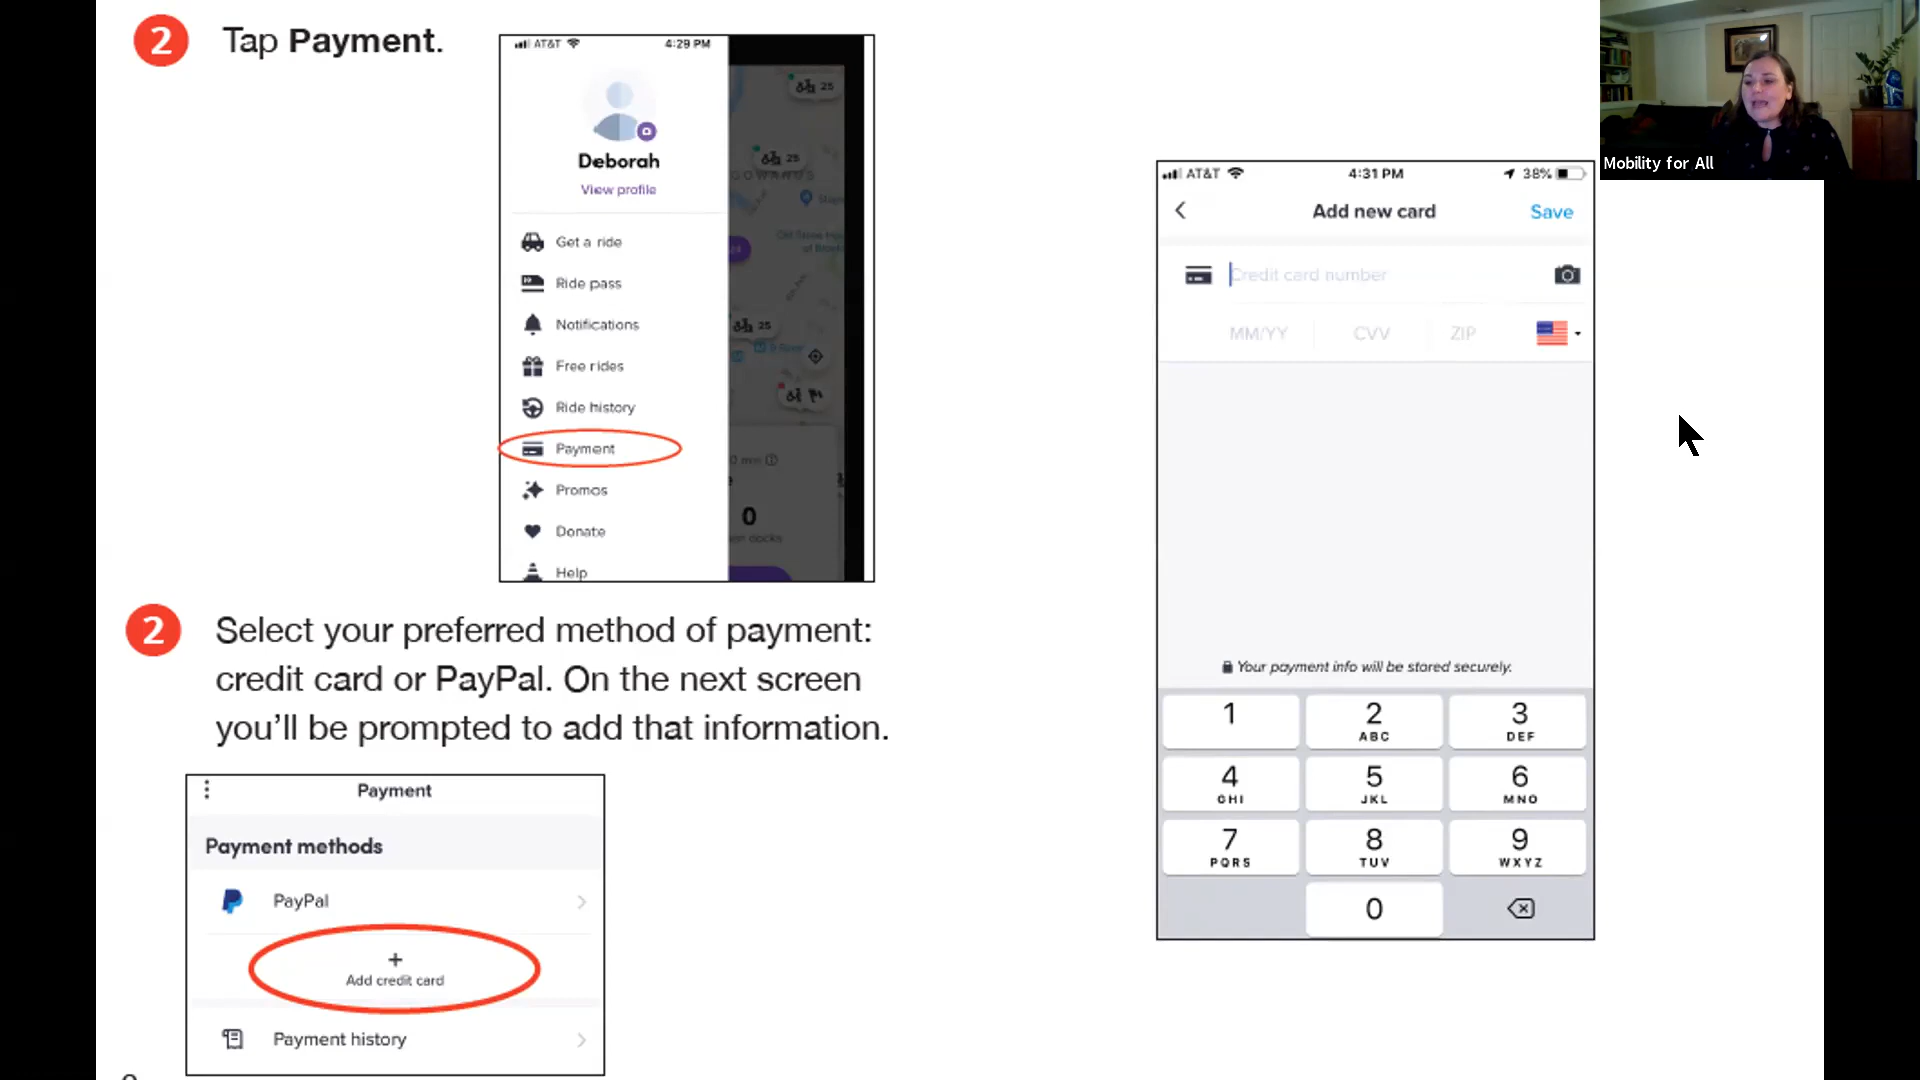 2 Tap Payment.
AT&T 4:29 PM
Deborah
View profile
Get a ride
Ride pass
Notifications
Free rides
Ride history
Payment
Promos
Donate
Help
25
25
GOWANUS
25
0
2 Select your preferred method of payment:
credit card or PayPal. On the next screen
you'll be prompted to add that information.
Payment
Payment methods
PayPal
+
Add credit card
Payment history
AT&T 4:31 PM 38%
Add new card Save
Credit card number
MM/YY CVV ZIP
Your payment info will be stored securely.
1 2 3
ABC DEF
4 5 6
GHI JKL MNO
7 8 9
PQRS TUV WXYZ
0
Mobility for All